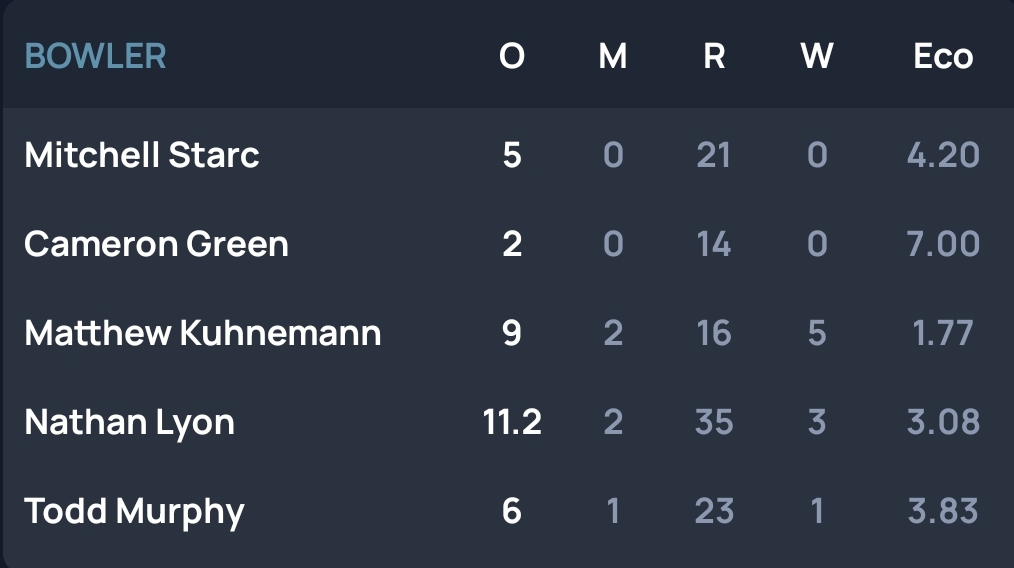 BOWLER O M R W Eco
Mitchell Starc 5 0 21 0 4.20
Cameron Green 2 0 14 0 7.00
Matthew Kuhnemann 9 2 16 5 1.77
Nathan Lyon 11.2 2 35 3 3.08
Todd Murphy 6 1 23 1 3.83